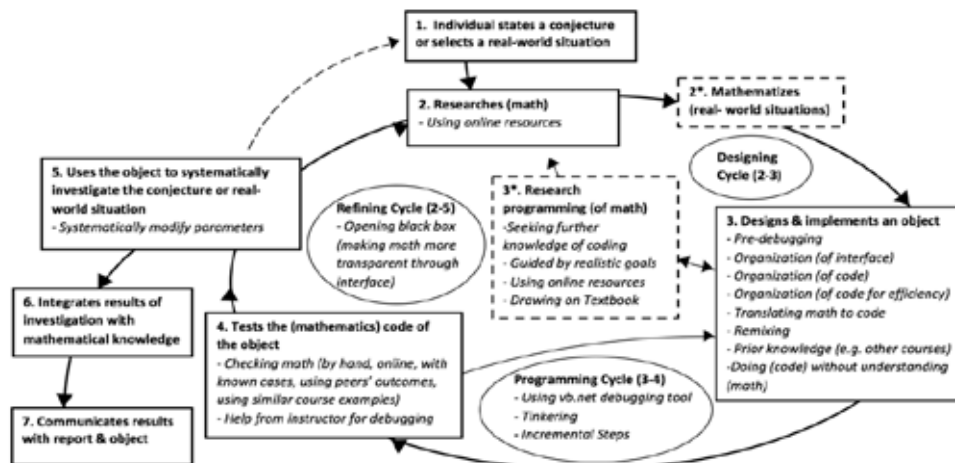 1. Individual states a conjecture
or selects a real-world situation
2. Researches (math)
- Using online resources
2*. Mathematizes
(real- world situations)
Designing
Cycle (2-3)
5. Uses the object to systematically
investigate the conjecture or real-
world situation
- Systematically modify parameters
Refining Cycle (2-5)
- Opening black box
(making math more
transparent through
interface)
3*. Research
programming (of math)
-Seeking further
knowledge of coding
- Guided by realistic goals
- Using online resources
- Drawing on Textbook
3. Designs & implements an object
- Pre-debugging
- Organization (of interface)
- Organization (of code)
- Organization (of code for efficiency)
- Translating math to code
- Remixing
- Prior knowledge (e.g. other courses)
-Doing (code) without understanding
(math)
6. Integrates results of
investigation with
mathematical knowledge
4. Tests the (mathematics) code of
the object
- Checking math (by hand, online, with
known cases, using peers' outcomes,
using similar course examples)
- Help from instructor for debugging
Programming Cycle (3-4)
- Using vb.net debugging tool
- Tinkering
- Incremental Steps
7. Communicates results
with report & object